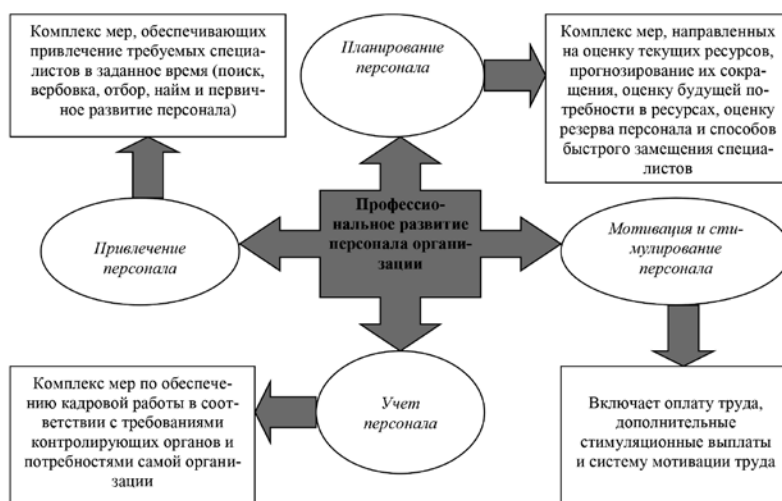 Комплекс мер, обеспечивающих
привлечение требуемых специа-
листов в заданное время (поиск,
вербовка, отбор, найм и первич-
ное развитие персонала)
Планирование
персонала
Комплекс мер, направленных
на оценку текущих ресурсов,
прогнозирование их сокра-
щения, оценку будущей по-
требности в ресурсах, оценку
резерва персонала и способов
быстрого замещения специа-
листов
Привлечение
персонала
Профессио-
нальное развитие
персонала органи-
зации
Мотивация и сти-
мулирование
персонала
Комплекс мер по обеспече-
нию кадровой работы в соот-
ветствии с требованиями
контролирующих органов и
потребностями самой органи-
зации
Учет
персонала
Включает оплату труда,
дополнительные
стимуляционные выплаты
и систему мотивации труда